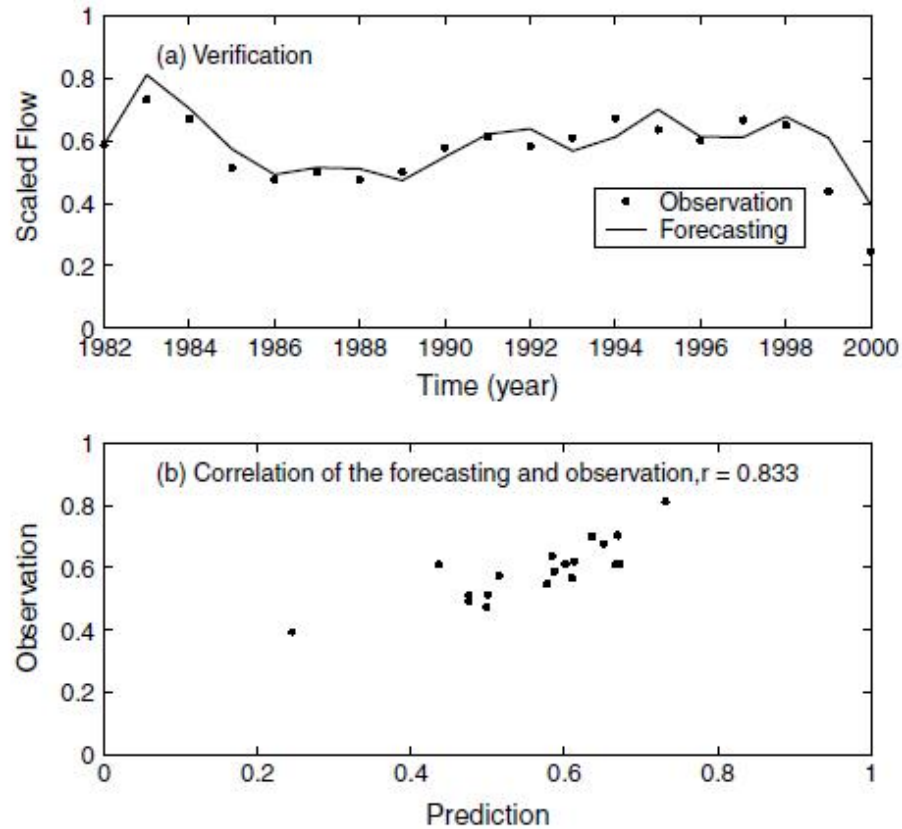 1
(a) Verification
0.8
0.6
Scaled Flow
0.4
Observation
Forecasting
0.2
0
1982 1984 1986 1988 1990 1992 1994 1996 1998 2000
Time (year)
1
(b) Correlation of the forecasting and observation,r = 0.833
0.8
0.6
Observation
0.4
0.2
0
0 0.2 0.4 0.6 0.8 1
Prediction